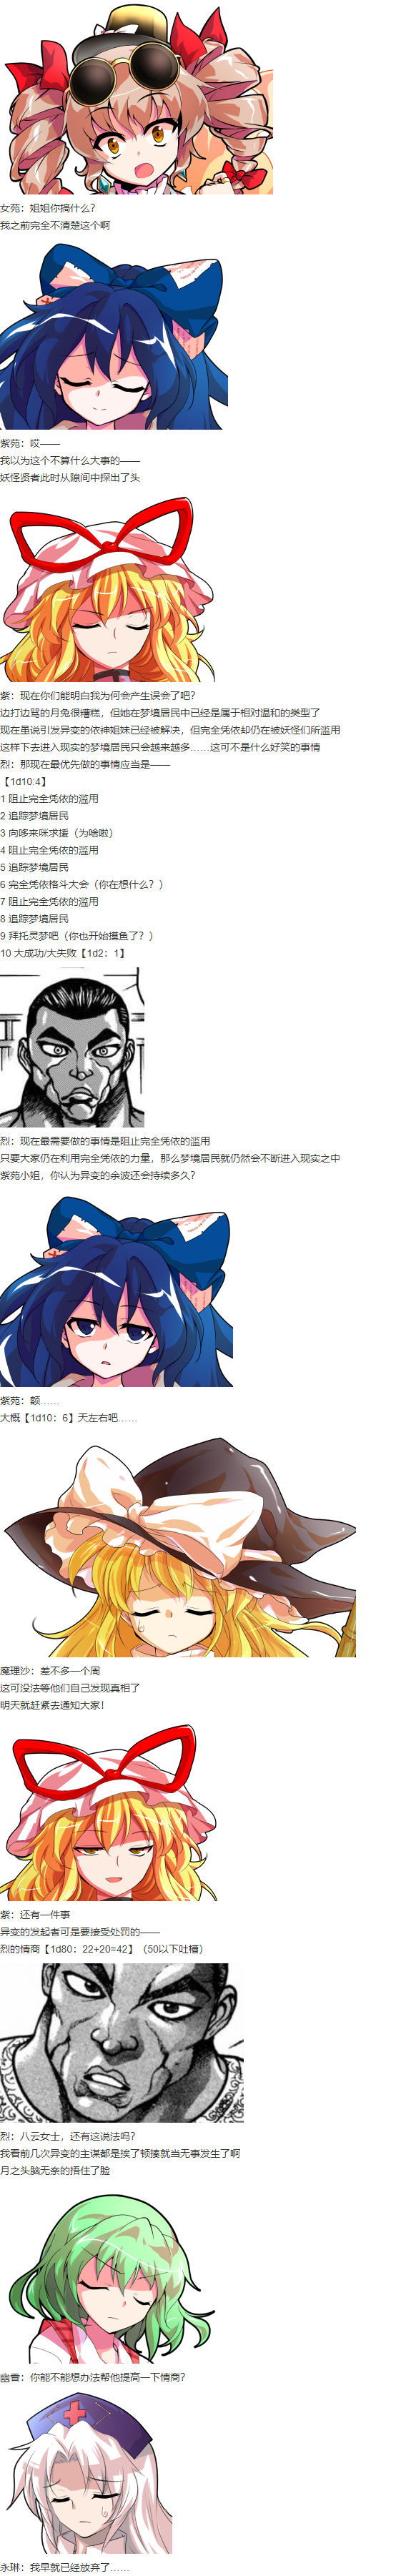 女苑：姐姐你搞什么？
我之前完全不清楚这个啊
紫苑：哎——
我以为这个不算什么大事的——
妖怪贤者此时从隙间中探出了头
紫：现在你们能明白我为何会产生误会了吧？
边打边骂的月兔很糟糕，但她在梦境居民中已经是属于相对温和的类型了
现在虽说引发异变的依神姐妹已经被解决，但完全凭依却仍在被妖怪们所滥用
这样下去进入现实的梦境居民只会越来越多……这可不是什么好笑的事情
烈：那现在最优先做的事情应当是——
【1d10:4】
1 阻止完全凭依的滥用
2 追踪梦境居民
3 向哆来咪求援（为啥啦）
4 阻止完全凭依的滥用
5 追踪梦境居民
6 完全凭依格斗大会（你在想什么？）
7 阻止完全凭依的滥用
8 追踪梦境居民
9 拜托灵梦吧（你也开始摸鱼了？）
10 大成功/大失败【1d2：1】
烈：现在最需要做的事情是阻止完全凭依的滥用
只要大家仍在利用完全凭依的力量，那么梦境居民就仍然会不断进入现实之中
紫苑小姐，你认为异变的余波还会持续多久？
紫苑：额……
大概【1d10：6】天左右吧……
魔理沙：差不多一个周
这可没法等他们自己发现真相了
明天就赶紧去通知大家！
紫：还有一件事
异变的发起者可是要接受处罚的——
烈的情商【1d80：22+20=42】（50以下吐槽）
烈：八云女士，还有这说法吗？
我看前几次异变的主谋都是挨了顿揍就当无事发生了啊
月之头脑无奈的捂住了脸
幽香：你能不能想办法帮他提高一下情商？
永琳：我早就已经放弃了……